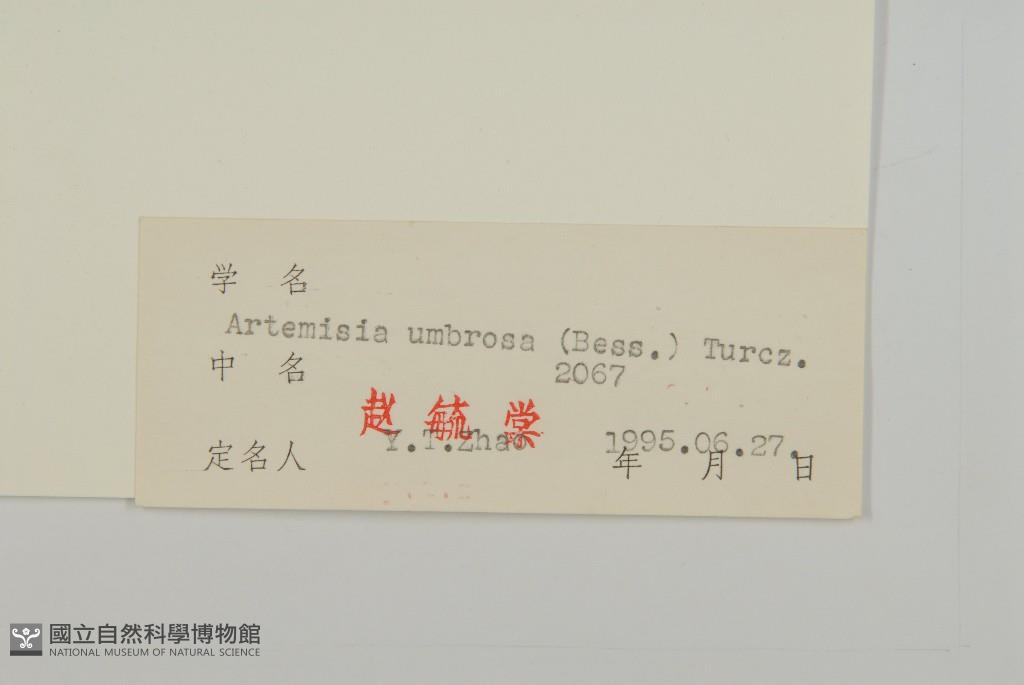 学 名
Artemisia umbrosa (Bess.) Turcz.
中 名 2067
赵毓棠
定名人 Y.T.Zhao 1995.06.27.
年 月 日
國立自然科學博物館
NATIONAL MUSEUM OF NATURAL SCIENCE